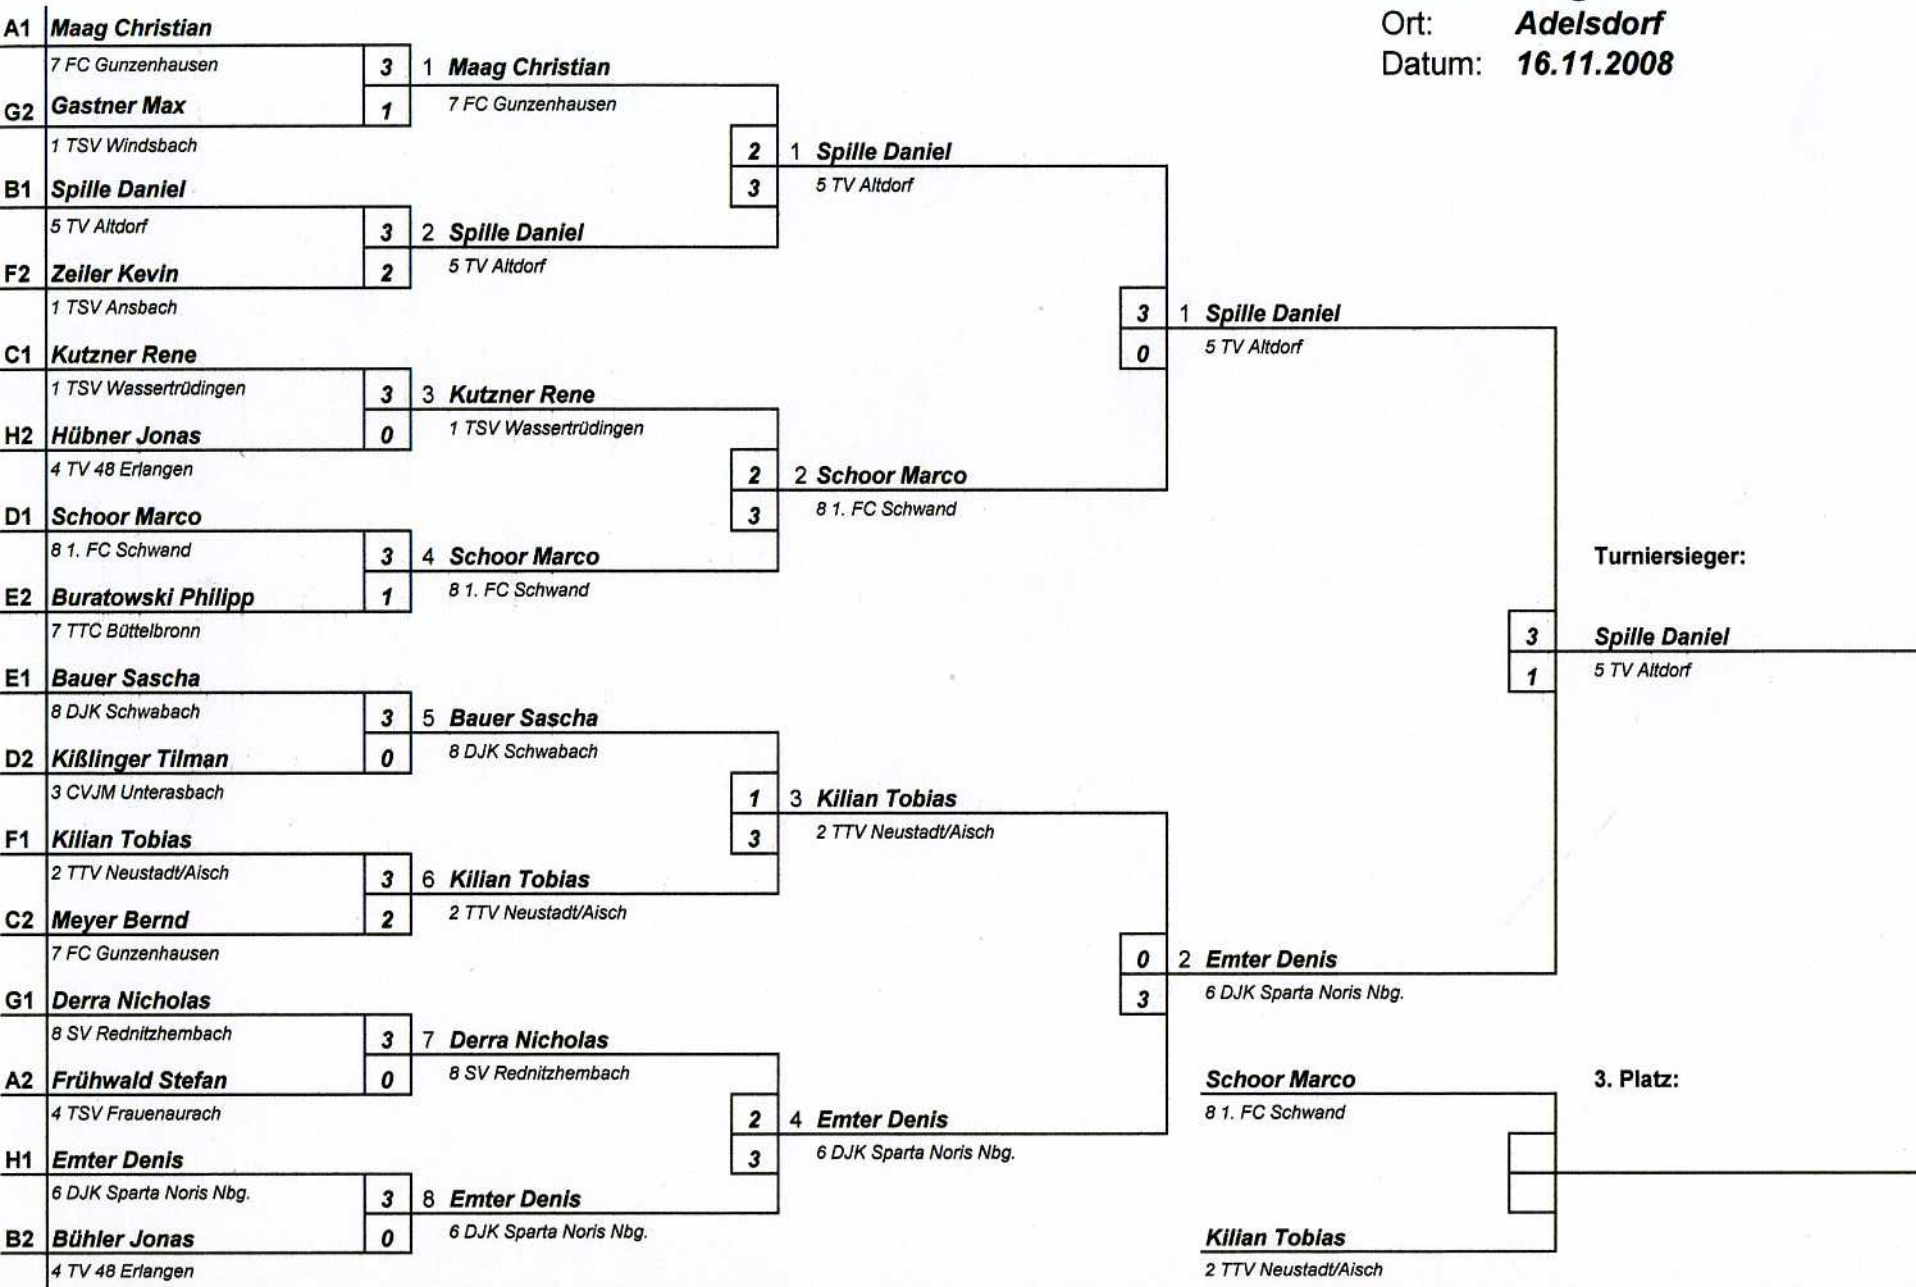 Ort: Adelsdorf
Datum: 16.11.2008
A1 Maag Christian
7 FC Gunzenhausen
3
G2 Gastner Max
1
1 TSV Windsbach
B1 Spille Daniel
5 TV Altdorf
3
F2 Zeiler Kevin
2
1 TSV Ansbach
C1 Kutzner Rene
1 TSV Wassertrüdingen
3
H2 Hübner Jonas
0
4 TV 48 Erlangen
D1 Schoor Marco
8 1. FC Schwand
3
E2 Buratowski Philipp
1
7 TTC Büttelbronn
E1 Bauer Sascha
8 DJK Schwabach
3
D2 Kißlinger Tilman
0
3 CVJM Unterasbach
F1 Kilian Tobias
2 TTV Neustadt/Aisch
3
C2 Meyer Bernd
2
7 FC Gunzenhausen
G1 Derra Nicholas
8 SV Rednitzhembach
3
A2 Frühwald Stefan
0
4 TSV Frauenaurach
H1 Emter Denis
6 DJK Sparta Noris Nbg.
3
B2 Bühler Jonas
0
4 TV 48 Erlangen
1 Maag Christian
7 FC Gunzenhausen
2
3
2 Spille Daniel
5 TV Altdorf
3 Kutzner Rene
1 TSV Wassertrüdingen
2
3
4 Schoor Marco
8 1. FC Schwand
5 Bauer Sascha
8 DJK Schwabach
1
3
6 Kilian Tobias
2 TTV Neustadt/Aisch
7 Derra Nicholas
8 SV Rednitzhembach
2
3
8 Emter Denis
6 DJK Sparta Noris Nbg.
1 Spille Daniel
5 TV Altdorf
3
0
2 Schoor Marco
8 1. FC Schwand
3 Kilian Tobias
2 TTV Neustadt/Aisch
0
3
4 Emter Denis
6 DJK Sparta Noris Nbg.
1 Spille Daniel
5 TV Altdorf
3
1
2 Emter Denis
6 DJK Sparta Noris Nbg.
Turniersieger:
Spille Daniel
5 TV Altdorf
Schoor Marco
8 1. FC Schwand
3. Platz:
Kilian Tobias
2 TTV Neustadt/Aisch